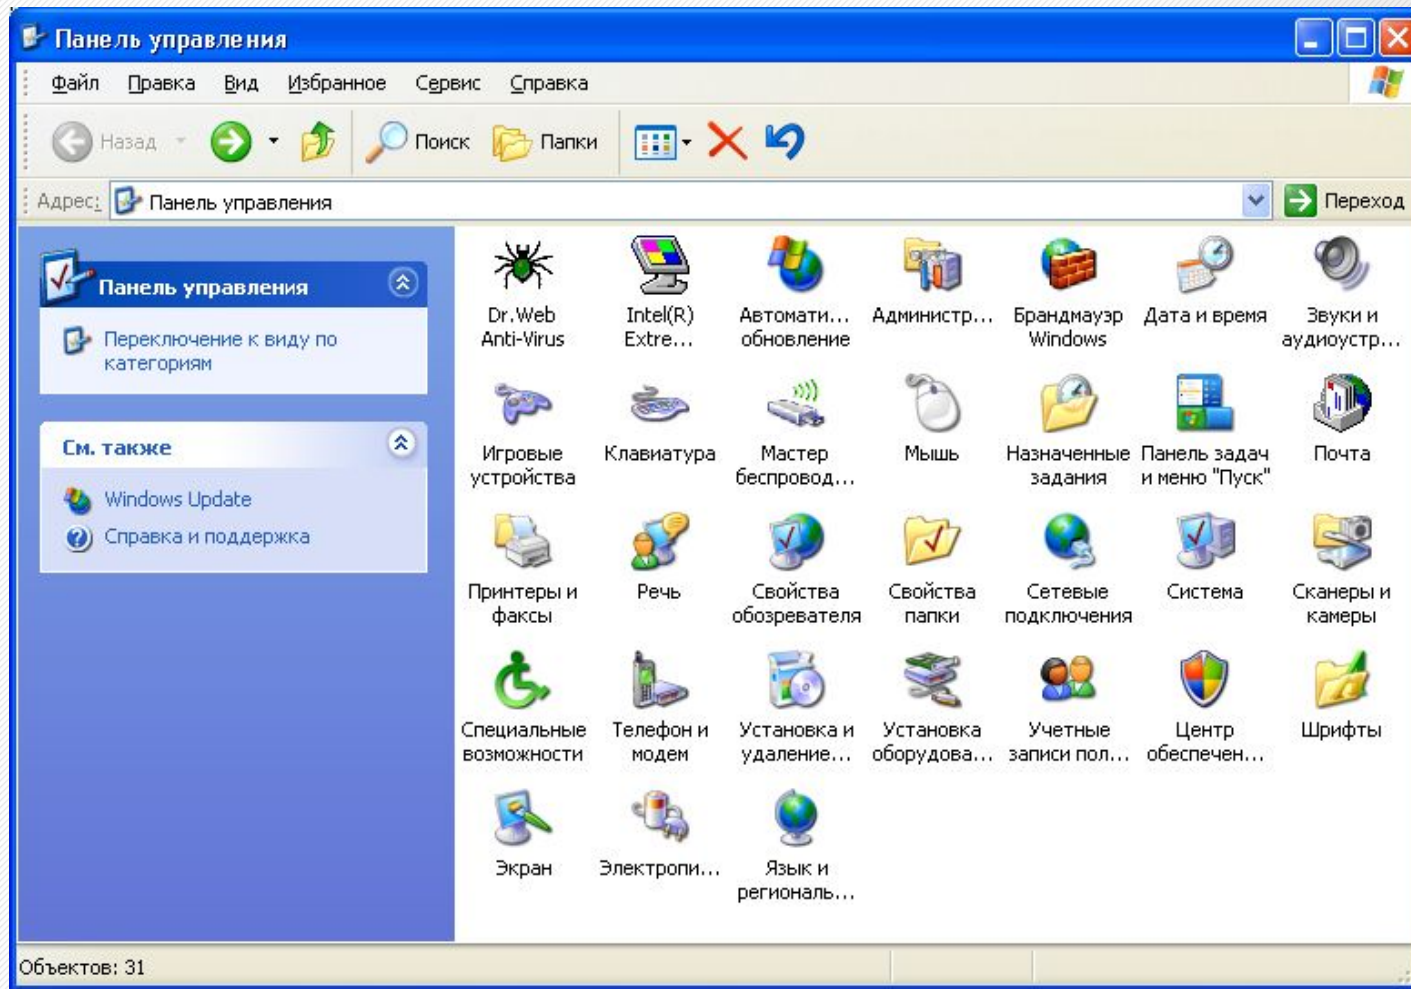 Панель управления
Файл Правка Вид Избранное Сервис Справка
Назад Поиск Папки
Адрес: Панель управления Переход
Панель управления
Переключение к виду по
категориям
См. также
Windows Update
Справка и поддержка
Dr.Web
Anti-Virus
Intel(R)
Extre...
Автомати...
обновление
Администр...
Брандмауэр
Windows
Дата и время
Звуки и
аудиоустр...
Игровые
устройства
Клавиатура
Мастер
беспровод...
Мышь
Назначенные
задания
Панель задач
и меню "Пуск"
Почта
Принтеры и
факсы
Речь
Свойства
обозревателя
Свойства
папки
Сетевые
подключения
Система
Сканеры и
камеры
Специальные
возможности
Телефон и
модем
Установка и
удаление...
Установка
оборудова...
Учетные
записи пол...
Центр
обеспечен...
Шрифты
Экран
Электропи...
Язык и
региональ...
Объектов: 31